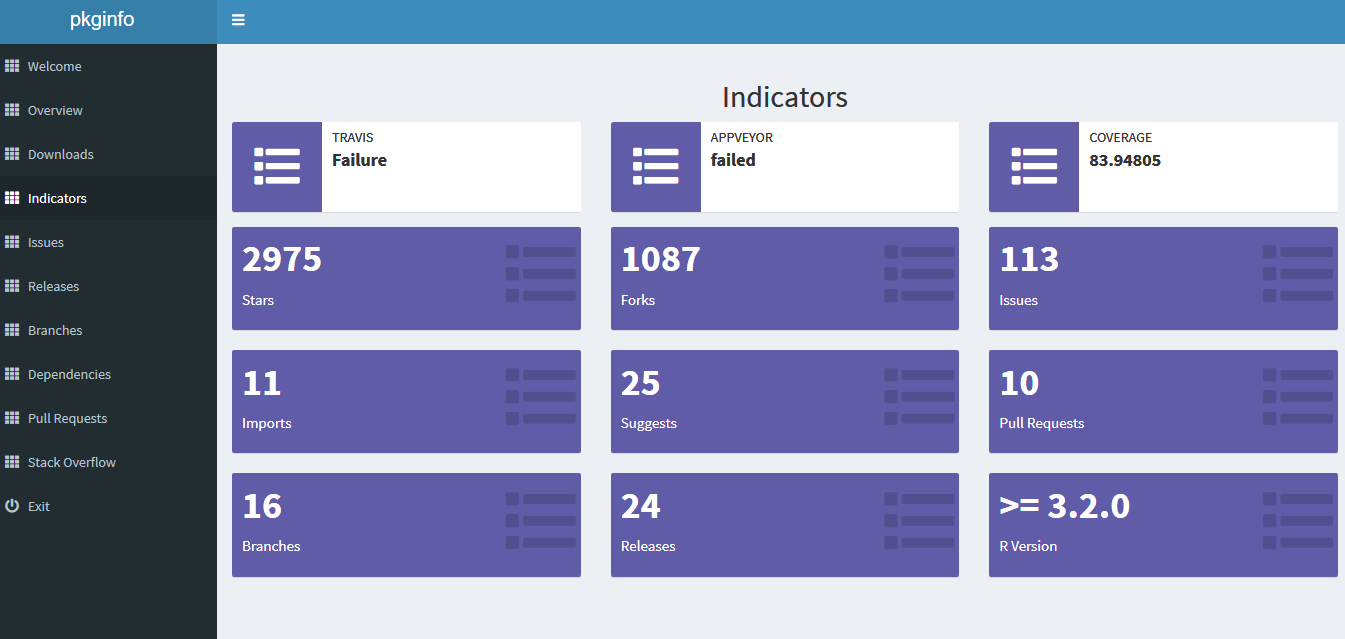 pkginfo
Welcome
Overview
Downloads
Indicators
Issues
Releases
Branches
Dependencies
Pull Requests
Stack Overflow
Exit
Indicators
TRAVIS
Failure
APPVEYOR
failed
COVERAGE
83.94805
2975
Stars
1087
Forks
113
Issues
11
Imports
25
Suggests
10
Pull Requests
16
Branches
24
Releases
>= 3.2.0
R Version